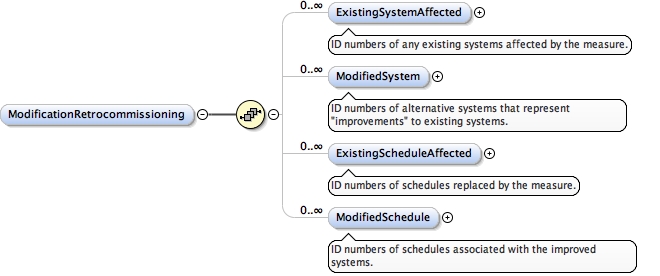 0..∞
ExistingSystemAffected
ID numbers of any existing systems affected by the measure.
0..∞
ModifiedSystem
ID numbers of alternative systems that represent
"improvements" to existing systems.
ModificationRetrocommissioning
0..∞
ExistingScheduleAffected
ID numbers of schedules replaced by the measure.
0..∞
ModifiedSchedule
ID numbers of schedules associated with the improved
systems.